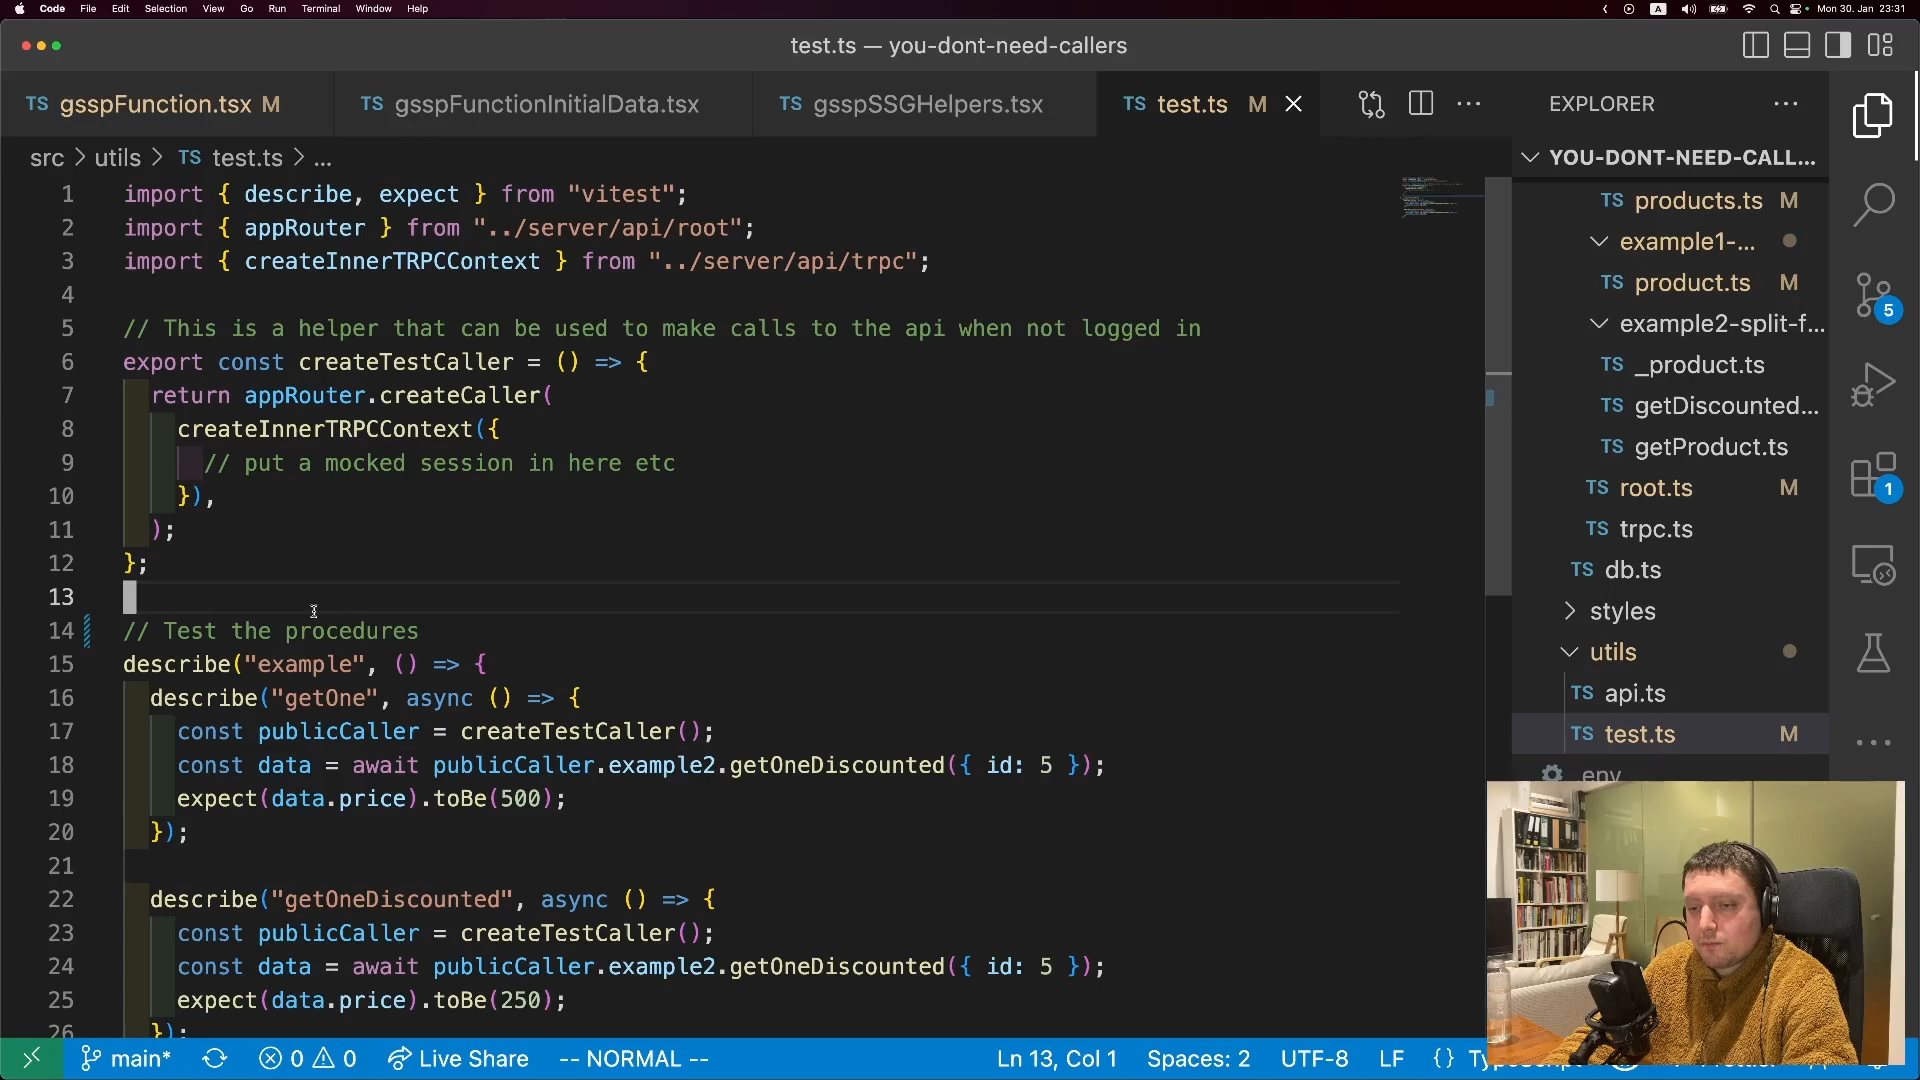 Code File Edit Selection View Go Run Terminal Window Help
A Mon 30. Jan 23:31
test.ts — you-dont-need-callers
TS gsspFunction.tsx M
TS gsspFunctionInitialData.tsx
TS gsspSSGHelpers.tsx
TS test.ts M
EXPLORER
src > utils > TS test.ts > ...
YOU-DONT-NEED-CALL...
1 import { describe, expect } from "vitest";
2 import { appRouter } from "../server/api/root";
3 import { createInnerTRPCContext } from "../server/api/trpc";
4
5 // This is a helper that can be used to make calls to the api when not logged in
6 export const createTestCaller = () => {
7 return appRouter.createCaller(
8 createInnerTRPCContext({
9 // put a mocked session in here etc
10 }),
11 );
12 };
13
14 // Test the procedures
15 describe("example", () => {
16 describe("getOne", async () => {
17 const publicCaller = createTestCaller();
18 const data = await publicCaller.example2.getOneDiscounted({ id: 5 });
19 expect(data.price).toBe(500);
20 });
21
22 describe("getOneDiscounted", async () => {
23 const publicCaller = createTestCaller();
24 const data = await publicCaller.example2.getOneDiscounted({ id: 5 });
25 expect(data.price).toBe(250);
26 });
TS products.ts M
example1-...
TS product.ts M
example2-split-f...
TS _product.ts
TS getDiscounted...
TS getProduct.ts
TS root.ts M
TS trpc.ts
TS db.ts
styles
utils
TS api.ts
TS test.ts M
.env
5
1
main* 0 0 Live Share -- NORMAL --
Ln 13, Col 1 Spaces: 2 UTF-8 LF {}